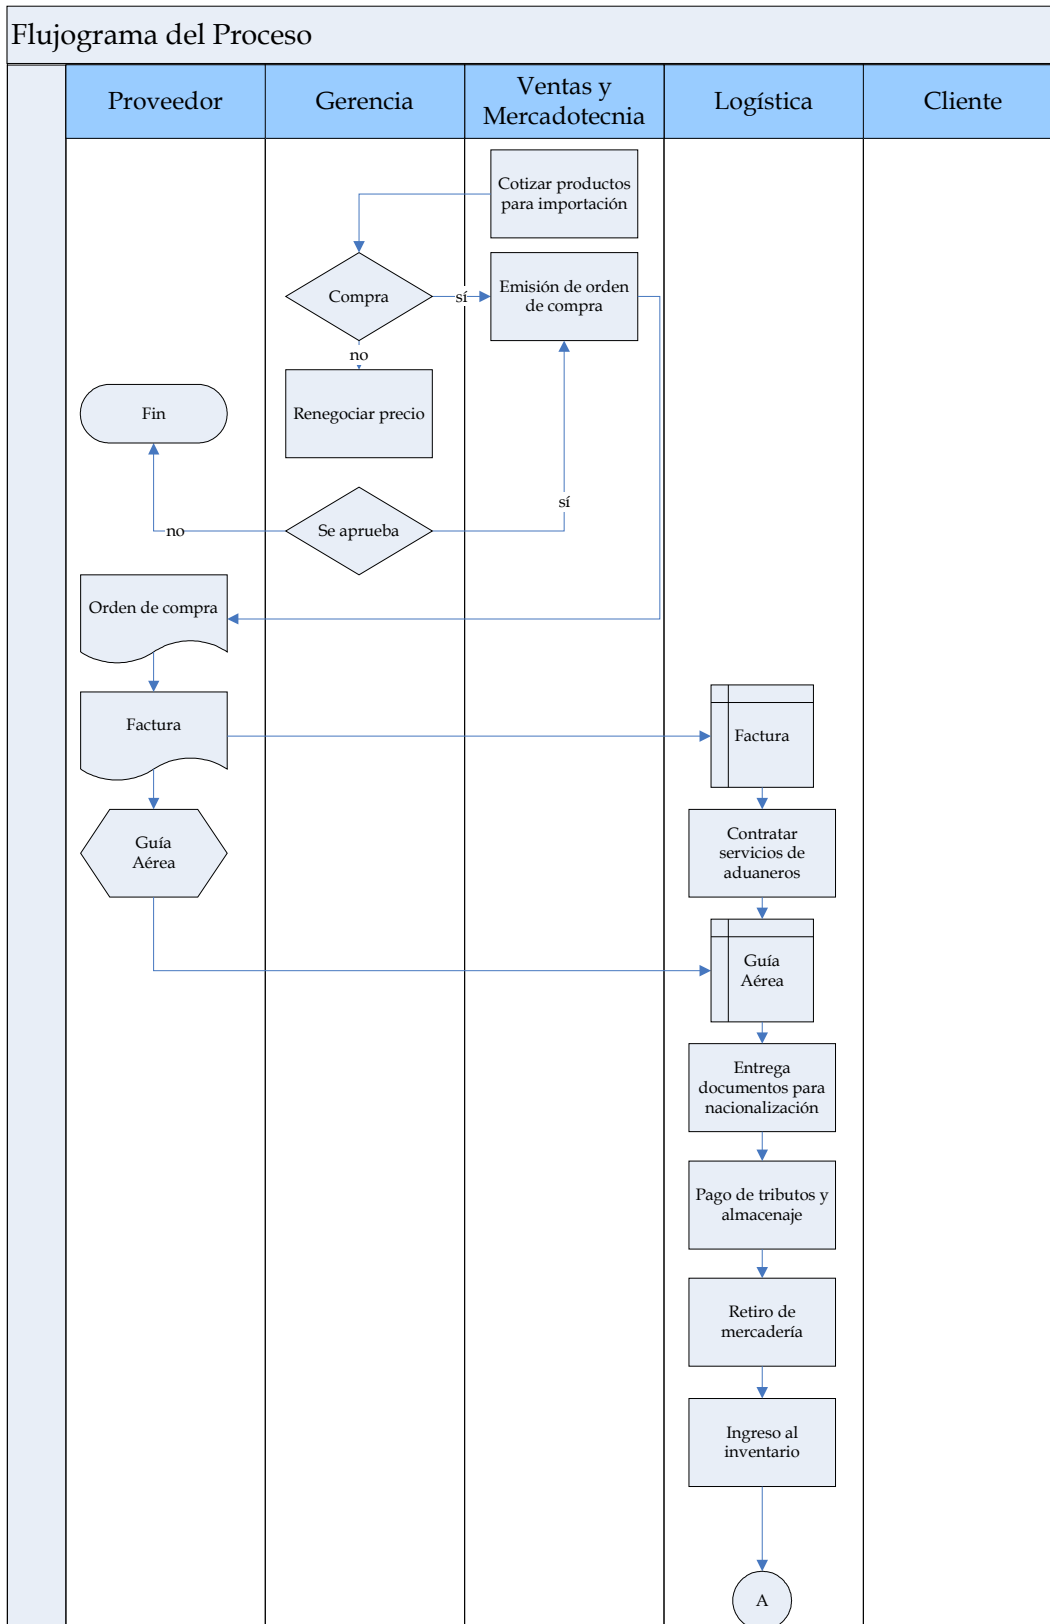 Flujograma del Proceso
Proveedor
Gerencia
Ventas y
Mercadotecnia
Logística
Cliente
Cotizar productos
para importación
Compra
sí
Emisión de orden
de compra
no
Fin
Renegociar precio
sí
no
Se aprueba
Orden de compra
Factura
Factura
Guía
Aérea
Contratar
servicios de
aduaneros
Guía
Aérea
Entrega
documentos para
nacionalización
Pago de tributos y
almacenaje
Retiro de
mercadería
Ingreso al
inventario
A